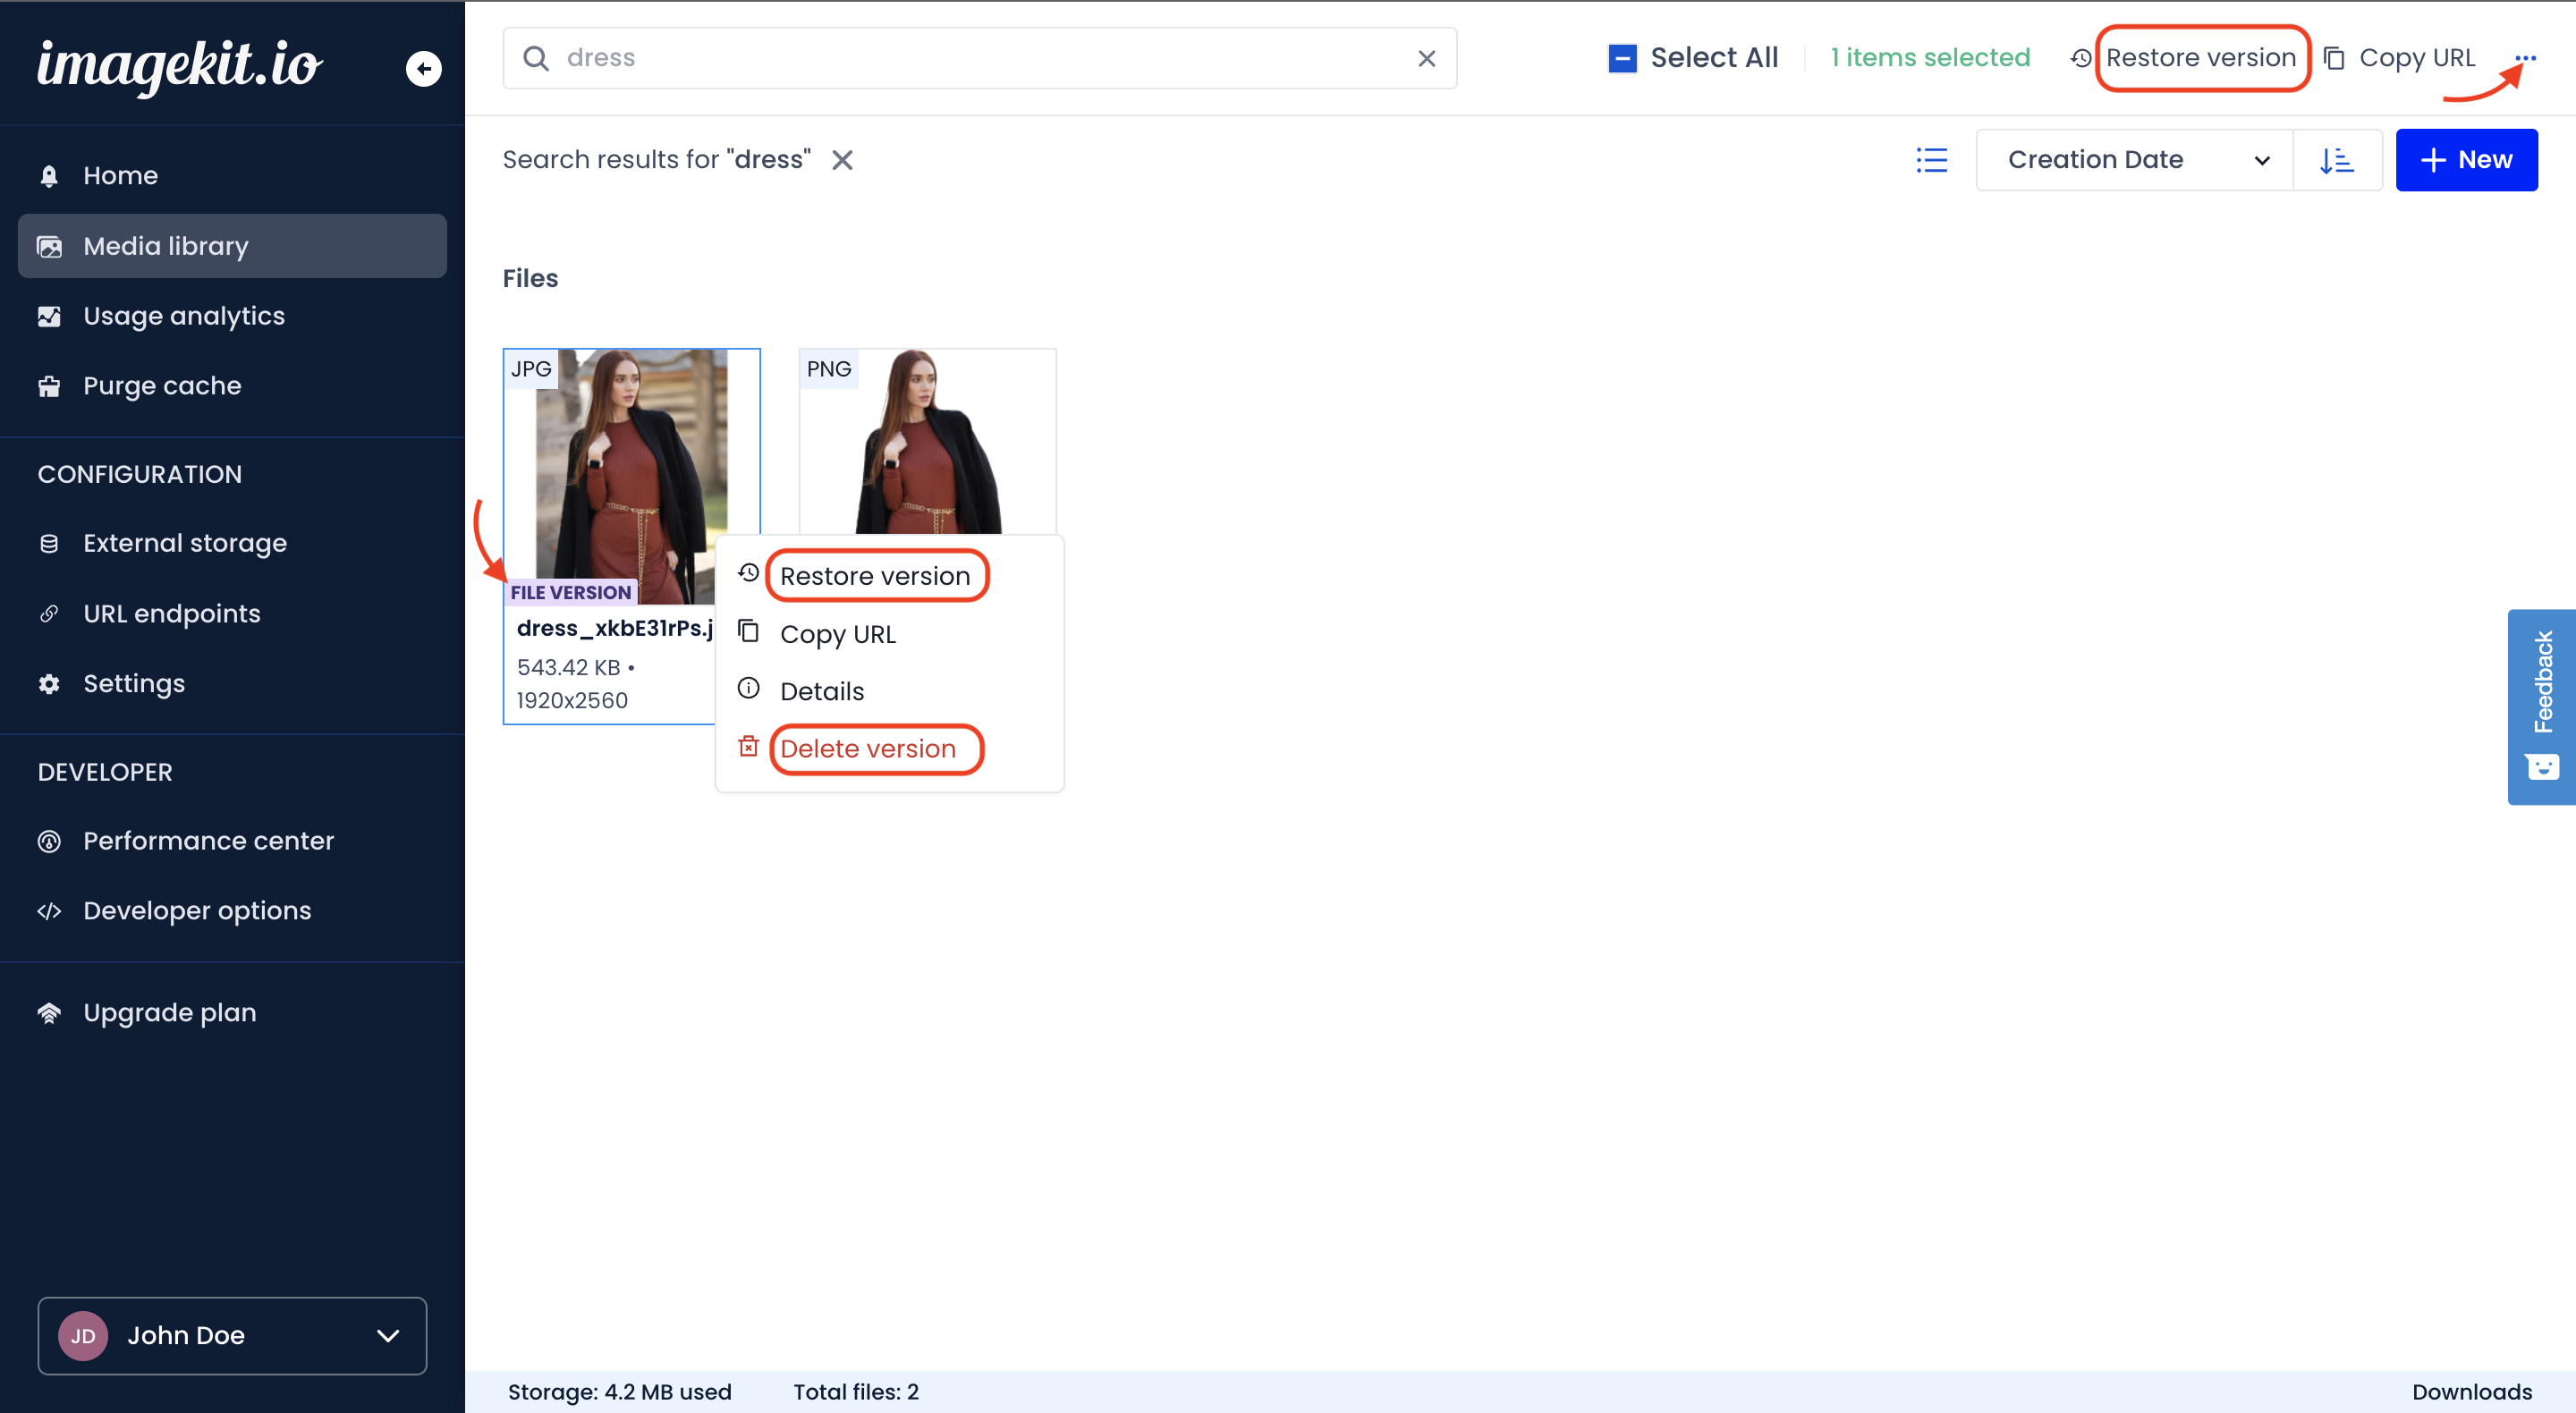 imagekit.io
Home
Media library
Usage analytics
Purge cache
CONFIGURATION
External storage
URL endpoints
Settings
DEVELOPER
Performance center
Developer options
Upgrade plan
JD John Doe
dress
Select All 1 items selected Restore version Copy URL
Search results for "dress"
Creation Date
New
Files
JPG
FILE VERSION
dress_xkbE31rPs.j
543.42 KB •
1920x2560
PNG
Restore version
Copy URL
Details
Delete version
Feedback
Storage: 4.2 MB used Total files: 2 Downloads